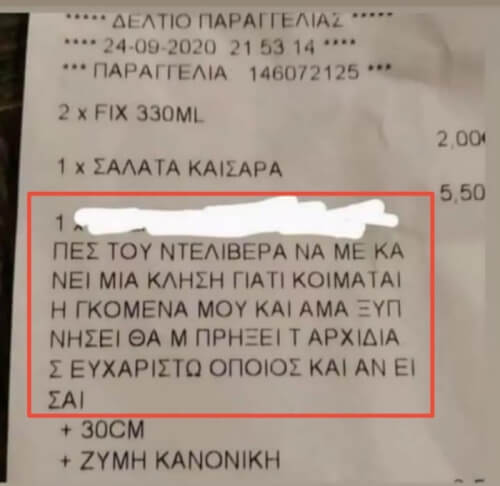 ***** ΔΕΛΤΙΟ ΠΑΡΑΓΓΕΛΙΑΣ *****
**** 24-09-2020 21 53 14 ****
*** ΠΑΡΑΓΓΕΛΙΑ 146072125 ***
2 x FIX 330ML
2,00
1 x ΣΑΛΑΤΑ ΚΑΙΣΑΡΑ
5,50
1 x
ΠΕΣ ΤΟΥ ΝΤΕΛΙΒΕΡΑ ΝΑ ΜΕ ΚΑ
ΝΕΙ ΜΙΑ ΚΛΗΣΗ ΓΙΑΤΙ ΚΟΙΜΑΤΑΙ
Η ΓΚΟΜΕΝΑ ΜΟΥ ΚΑΙ ΑΜΑ ΞΥΠ
ΝΗΣΕΙ ΘΑ Μ ΠΡΗΞΕΙ Τ ΑΡΧΙΔΙΑ
Σ ΕΥΧΑΡΙΣΤΩ ΟΠΟΙΟΣ ΚΑΙ ΑΝ ΕΙ
ΣΑΙ
+ 30CM
+ ΖΥΜΗ ΚΑΝΟΝΙΚΗ